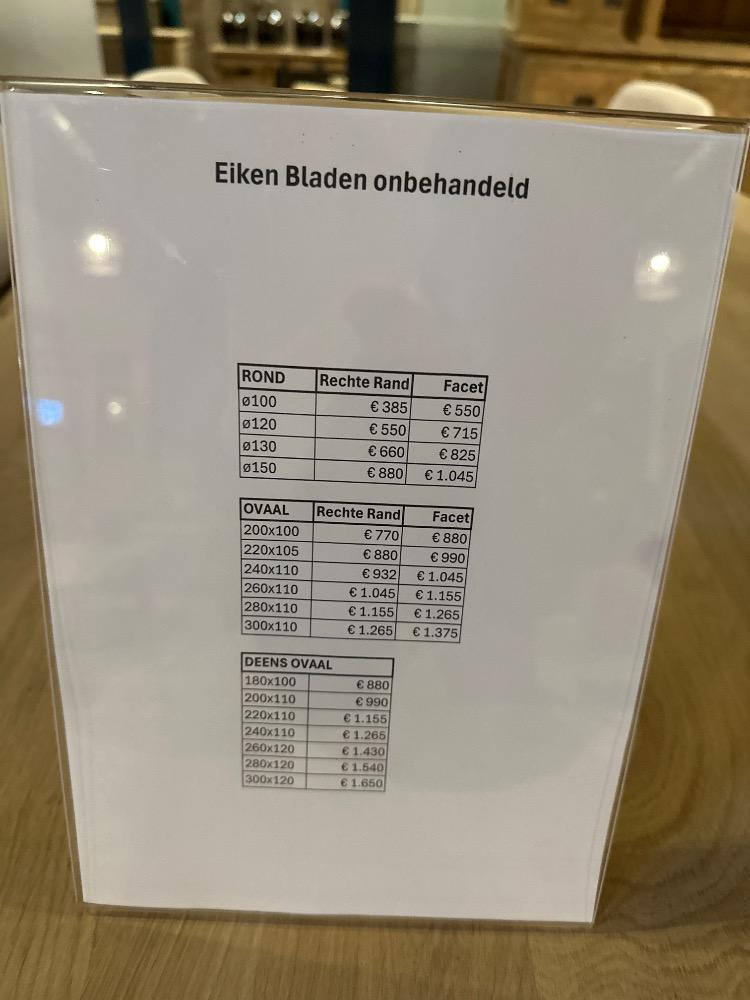 Eiken Bladen onbehandeld
ROND Rechte Rand Facet
ø100 € 385 € 550
ø120 € 550 € 715
ø130 € 660 € 825
ø150 € 880 € 1.045
OVAAL Rechte Rand Facet
200x100 € 770 € 880
220x105 € 880 € 990
240x110 € 932 € 1.045
260x110 € 1.045 € 1.155
280x110 € 1.155 € 1.265
300x110 € 1.265 € 1.375
DEENS OVAAL
180x100 € 880
200x110 € 990
220x110 € 1.155
240x110 € 1.265
260x120 € 1.430
280x120 € 1.540
300x120 € 1.650